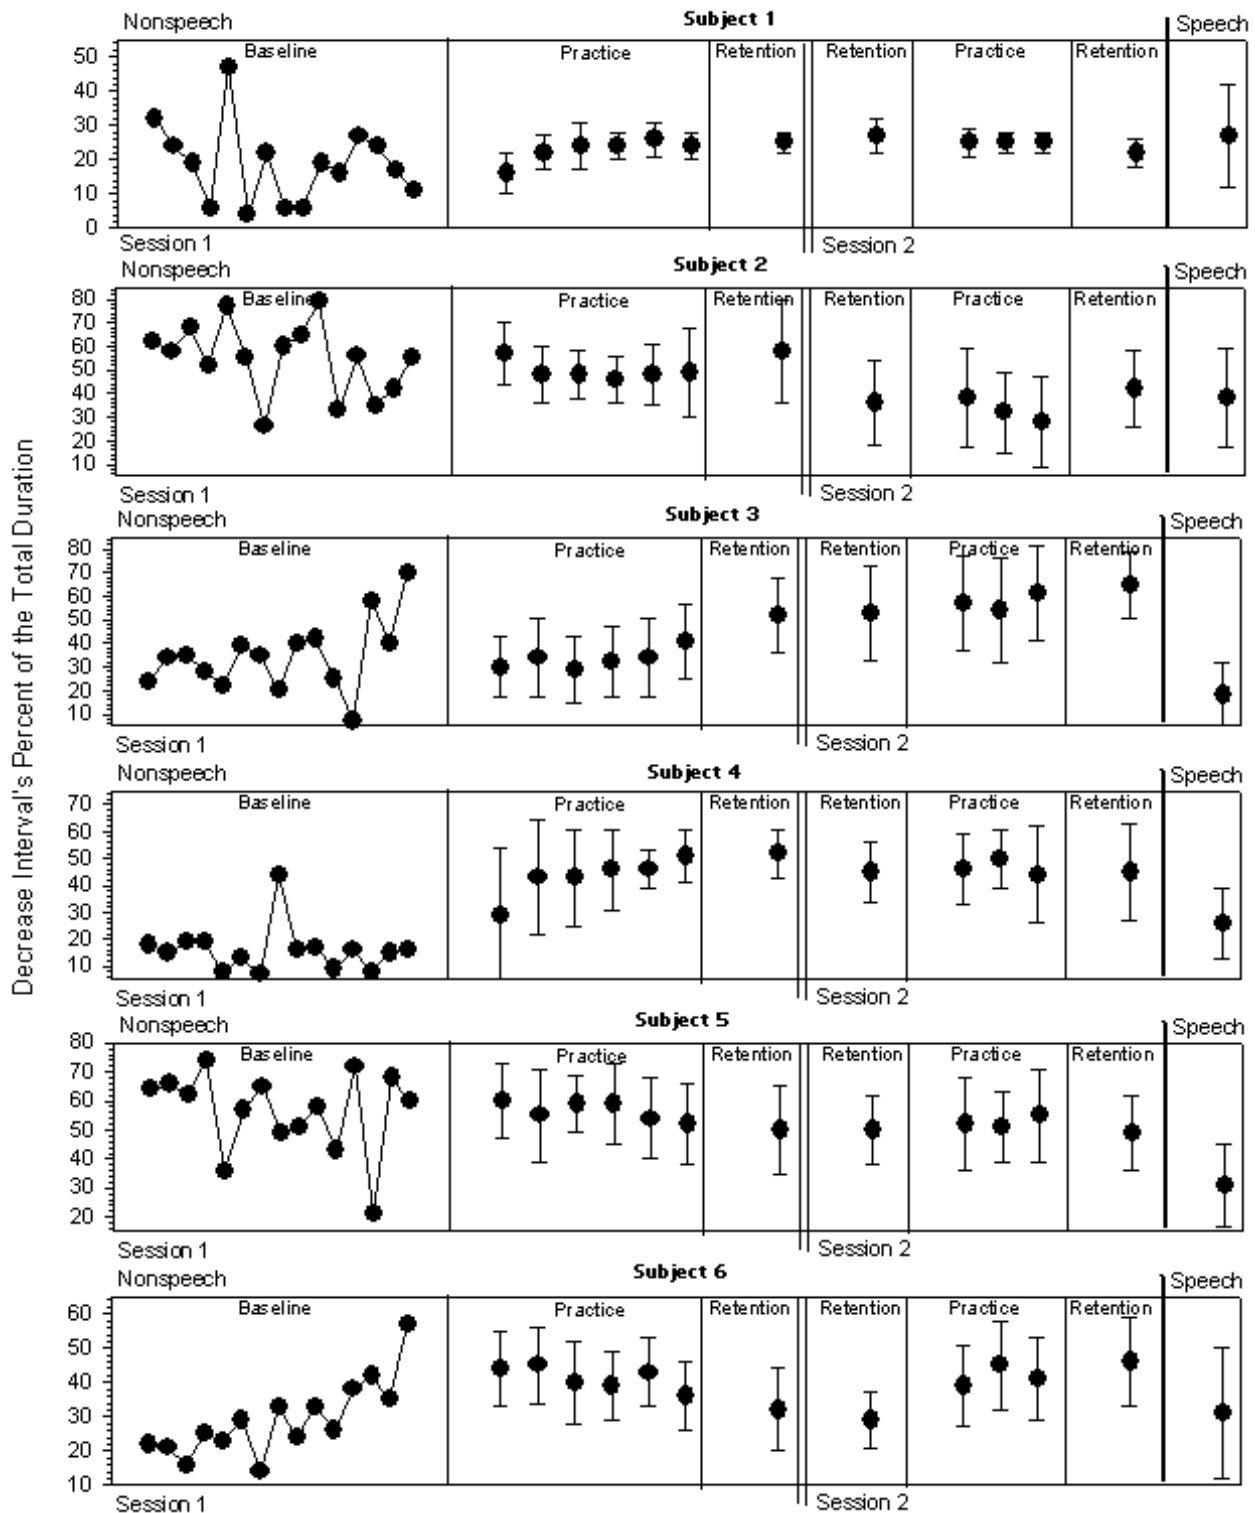 Decrease Interval's Percent of the Total Duration
Nonspeech Subject 1 Speech
Baseline Practice Retention Retention Practice Retention
50
40
30
20
10
0
Session 1 Session 2
Nonspeech Subject 2 Speech
Baseline Practice Retention Retention Practice Retention
80
70
60
50
40
30
20
10
Session 1 Session 2
Nonspeech Subject 3 Speech
Baseline Practice Retention Retention Practice Retention
80
70
60
50
40
30
20
10
Session 1 Session 2
Nonspeech Subject 4 Speech
Baseline Practice Retention Retention Practice Retention
70
60
50
40
30
20
10
Session 1 Session 2
Nonspeech Subject 5 Speech
Baseline Practice Retention Retention Practice Retention
80
70
60
50
40
30
20
Session 1 Session 2
Nonspeech Subject 6 Speech
Baseline Practice Retention Retention Practice Retention
60
50
40
30
20
10
Session 1 Session 2